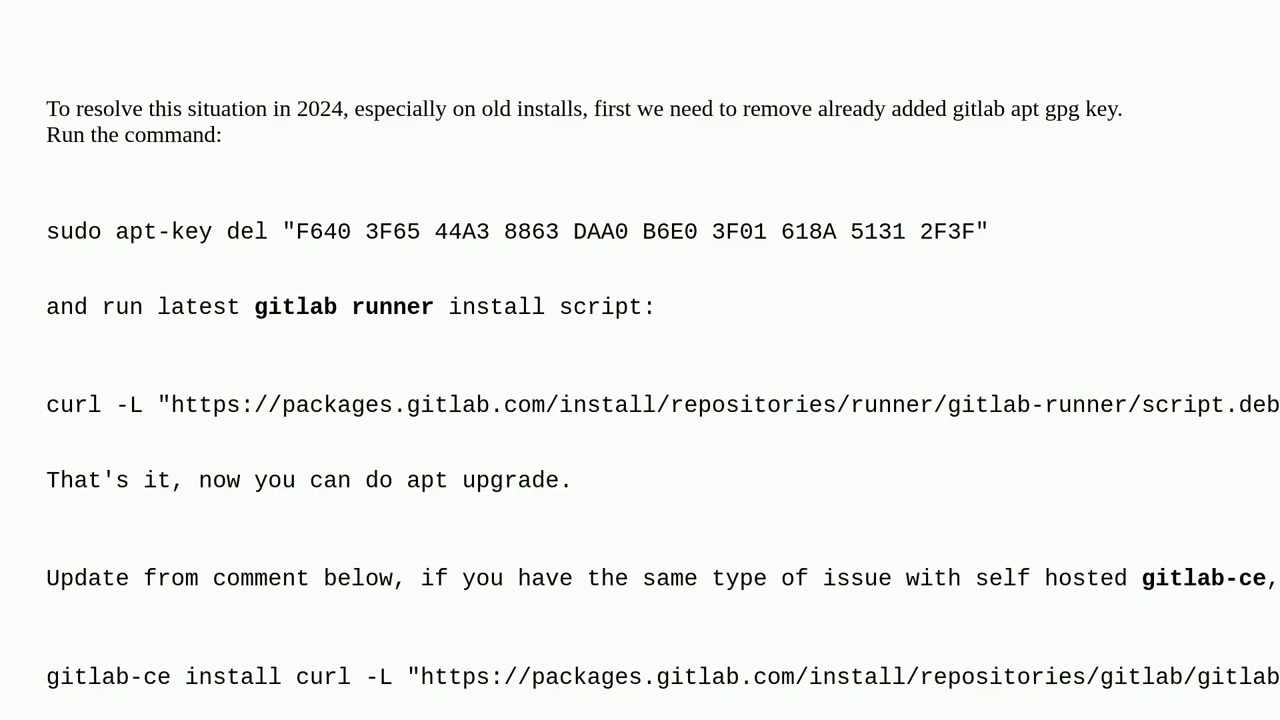 To resolve this situation in 2024, especially on old installs, first we need to remove already added gitlab apt gpg key.
Run the command:
sudo apt-key del "F640 3F65 44A3 8863 DAA0 B6E0 3F01 618A 5131 2F3F"
and run latest gitlab runner install script:
curl -L "https://packages.gitlab.com/install/repositories/runner/gitlab-runner/script.deb
That's it, now you can do apt upgrade.
Update from comment below, if you have the same type of issue with self hosted gitlab-ce,
gitlab-ce install curl -L "https://packages.gitlab.com/install/repositories/gitlab/gitlab